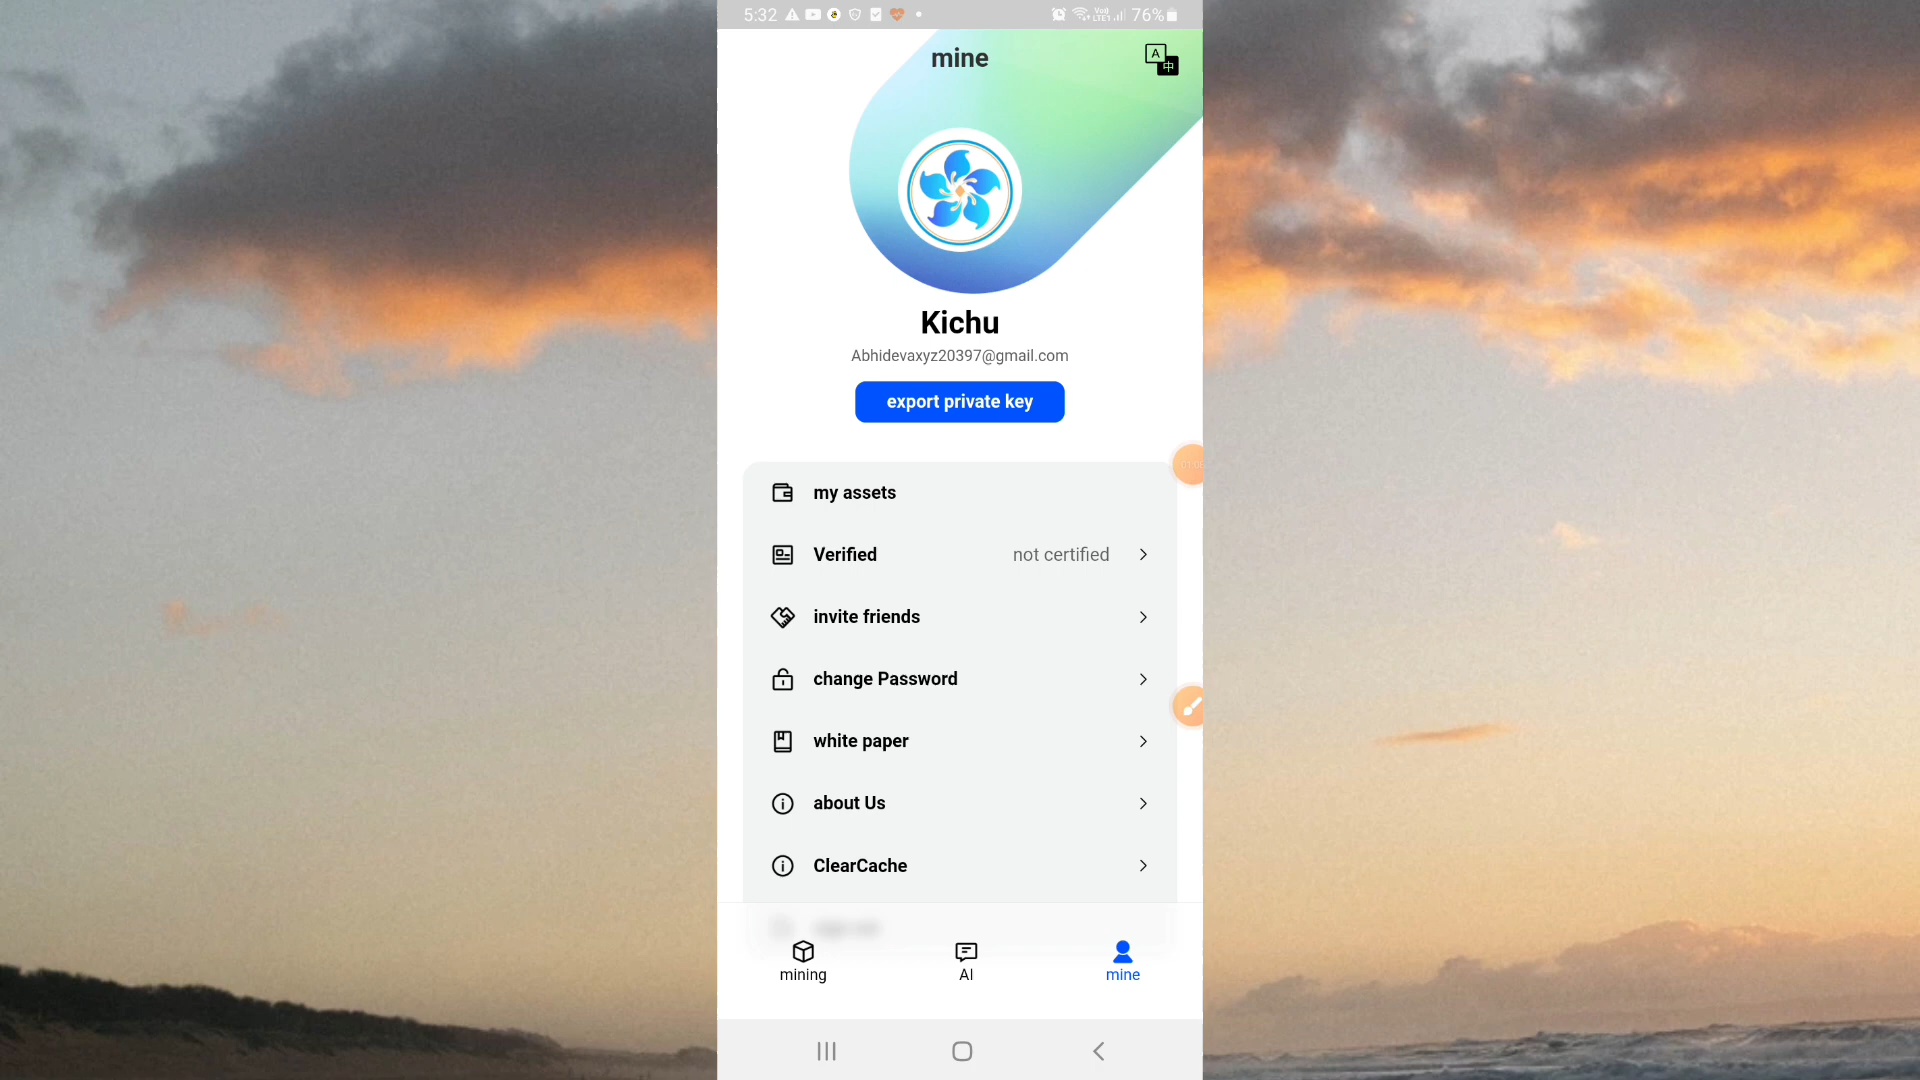 5:32
76%
mine
A
中
Kichu
Abhidevaxyz20397@gmail.com
export private key
my assets
Verified not certified
invite friends
change Password
white paper
about Us
ClearCache
mining AI mine